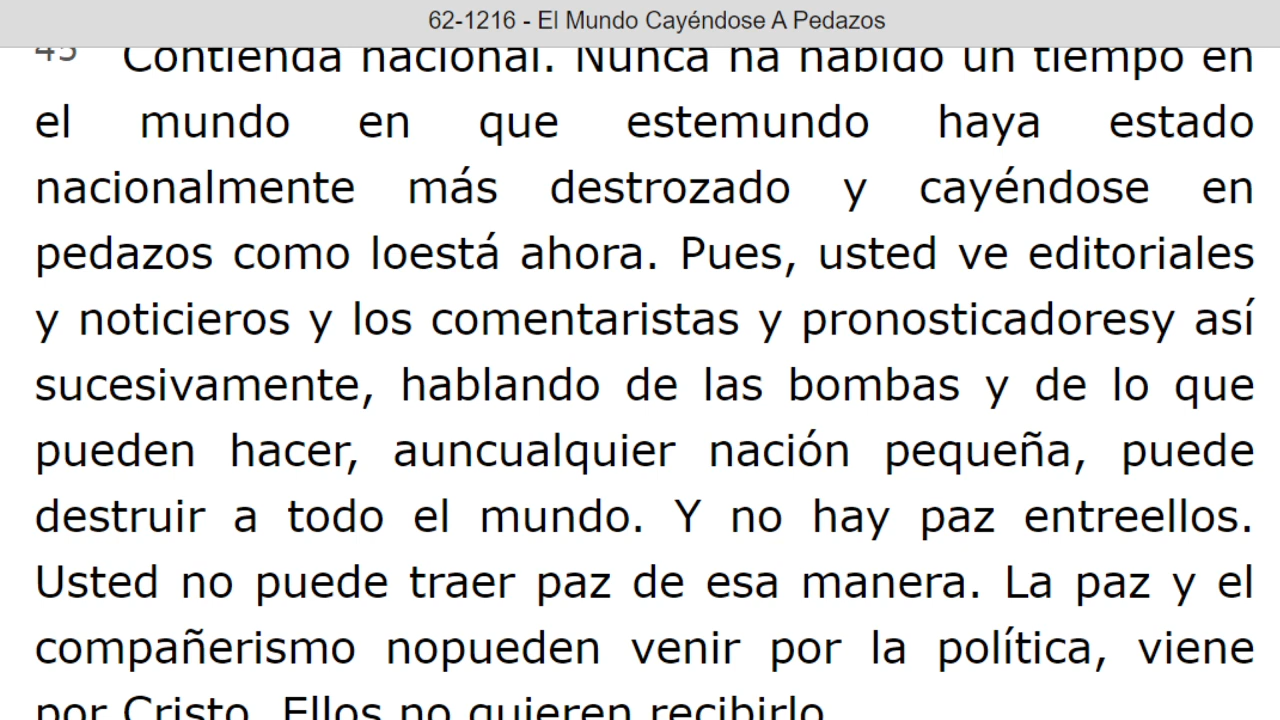 62-1216 - El Mundo Cayéndose A Pedazos
45 Contienda nacional. Nunca ha habido un tiempo en
el mundo en que estemundo haya estado
nacionalmente más destrozado y cayéndose en
pedazos como loestá ahora. Pues, usted ve editoriales
y noticieros y los comentaristas y pronosticadoresy así
sucesivamente, hablando de las bombas y de lo que
pueden hacer, auncualquier nación pequeña, puede
destruir a todo el mundo. Y no hay paz entreellos.
Usted no puede traer paz de esa manera. La paz y el
compañerismo nopueden venir por la política, viene
por Cristo. Ellos no quieren recibirlo.